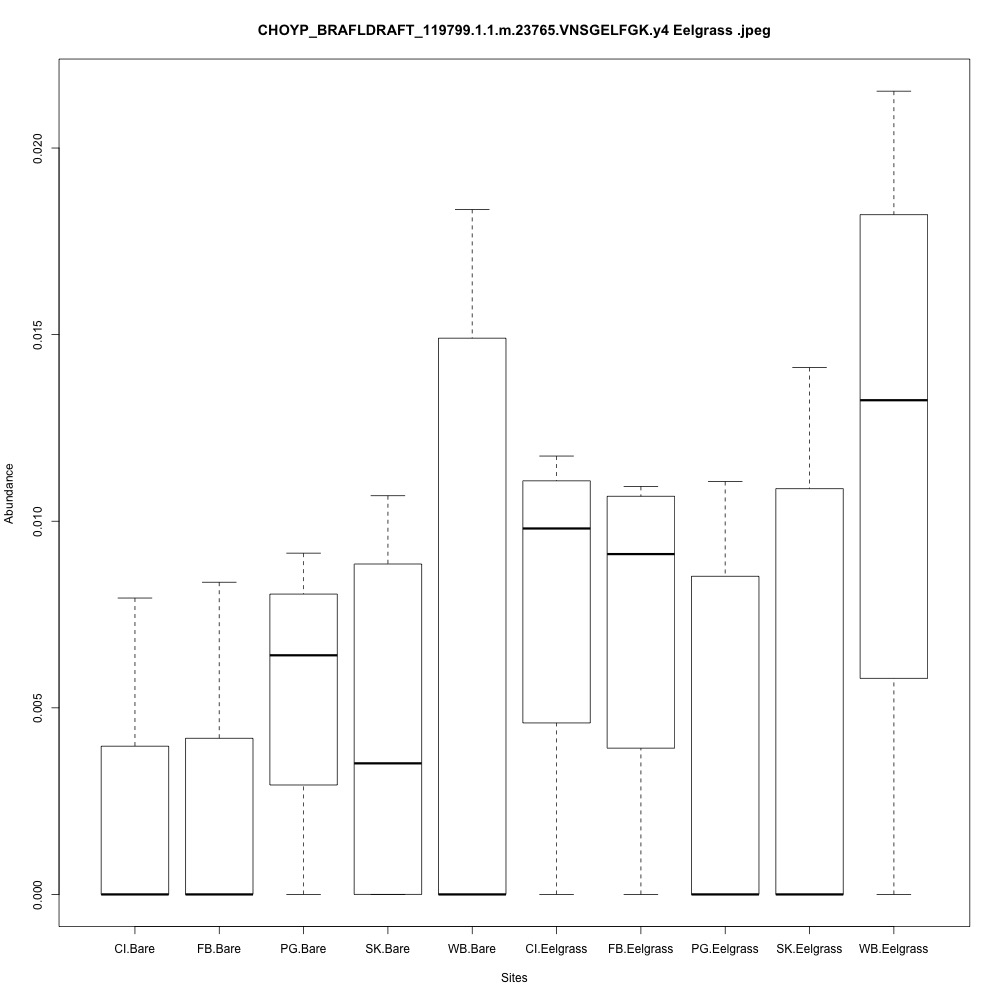 CHOYP_BRAFLDRAFT_119799.1.1.m.23765.VNSGELFGK.y4 Eelgrass .jpeg
0.020
0.015
0.010
0.005
0.000
Abundance
CI.Bare FB.Bare PG.Bare SK.Bare WB.Bare CI.Eelgrass FB.Eelgrass PG.Eelgrass SK.Eelgrass WB.Eelgrass
Sites